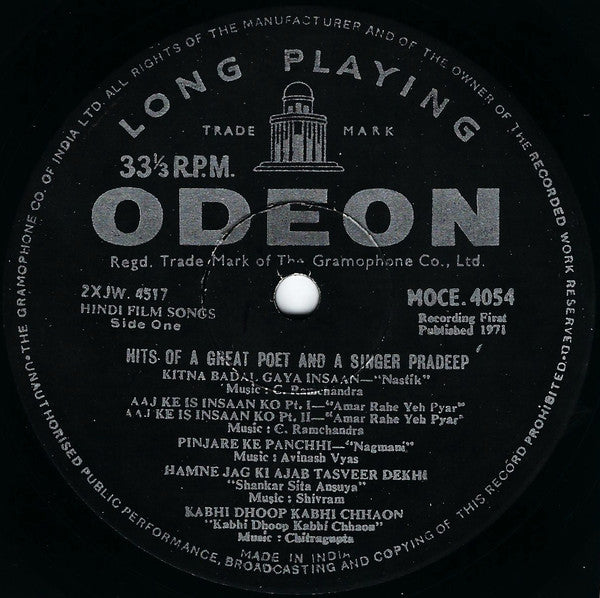 UNAUTHORISED PUBLIC PERFORMANCE, BROADCASTING AND COPYING OF THIS RECORD PROHIBITED. THE GRAMOPHONE CO. OF INDIA LTD. ALL RIGHTS OF THE MANUFACTURER AND OF THE OWNER OF THE RECORDED WORK RESERVED.
LONG PLAYING
TRADE MARK
33⅓ R.P.M.
ODEON
Regd. Trade Mark of The Gramophone Co., Ltd.
2XJW. 4517 MOCE. 4054
HINDI FILM SONGS Recording First
Side One Published 1971
HITS OF A GREAT POET AND A SINGER PRADEEP
KITNA BADAL GAYA INSAAN—"Nastik"
Music : C. Ramchandra
AAJ KE IS INSAAN KO Pt. I—"Amar Rahe Yeh Pyar"
AAJ KE IS INSAAN KO Pt. II—"Amar Rahe Yeh Pyar"
Music : C. Ramchandra
PINJARE KE PANCHHI—"Nagmani"
Music : Avinash Vyas
HAMNE JAG KI AJAB TASVEER DEKHI
"Shankar Sita Ansuya"
Music : Shivram
KABHI DHOOP KABHI CHHAON
"Kabhi Dhoop Kabhi Chhaon"
Music : Chitragupta
MADE IN INDIA